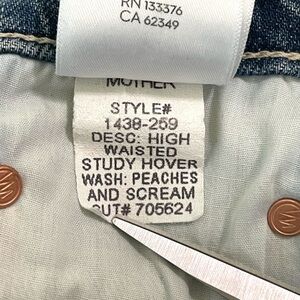 RN 133376
CA 62349
MOTHER
STYLE#
1438-259
DESC: HIGH
WAISTED
STUDY HOVER
WASH: PEACHES
AND SCREAM
CUT# 705624